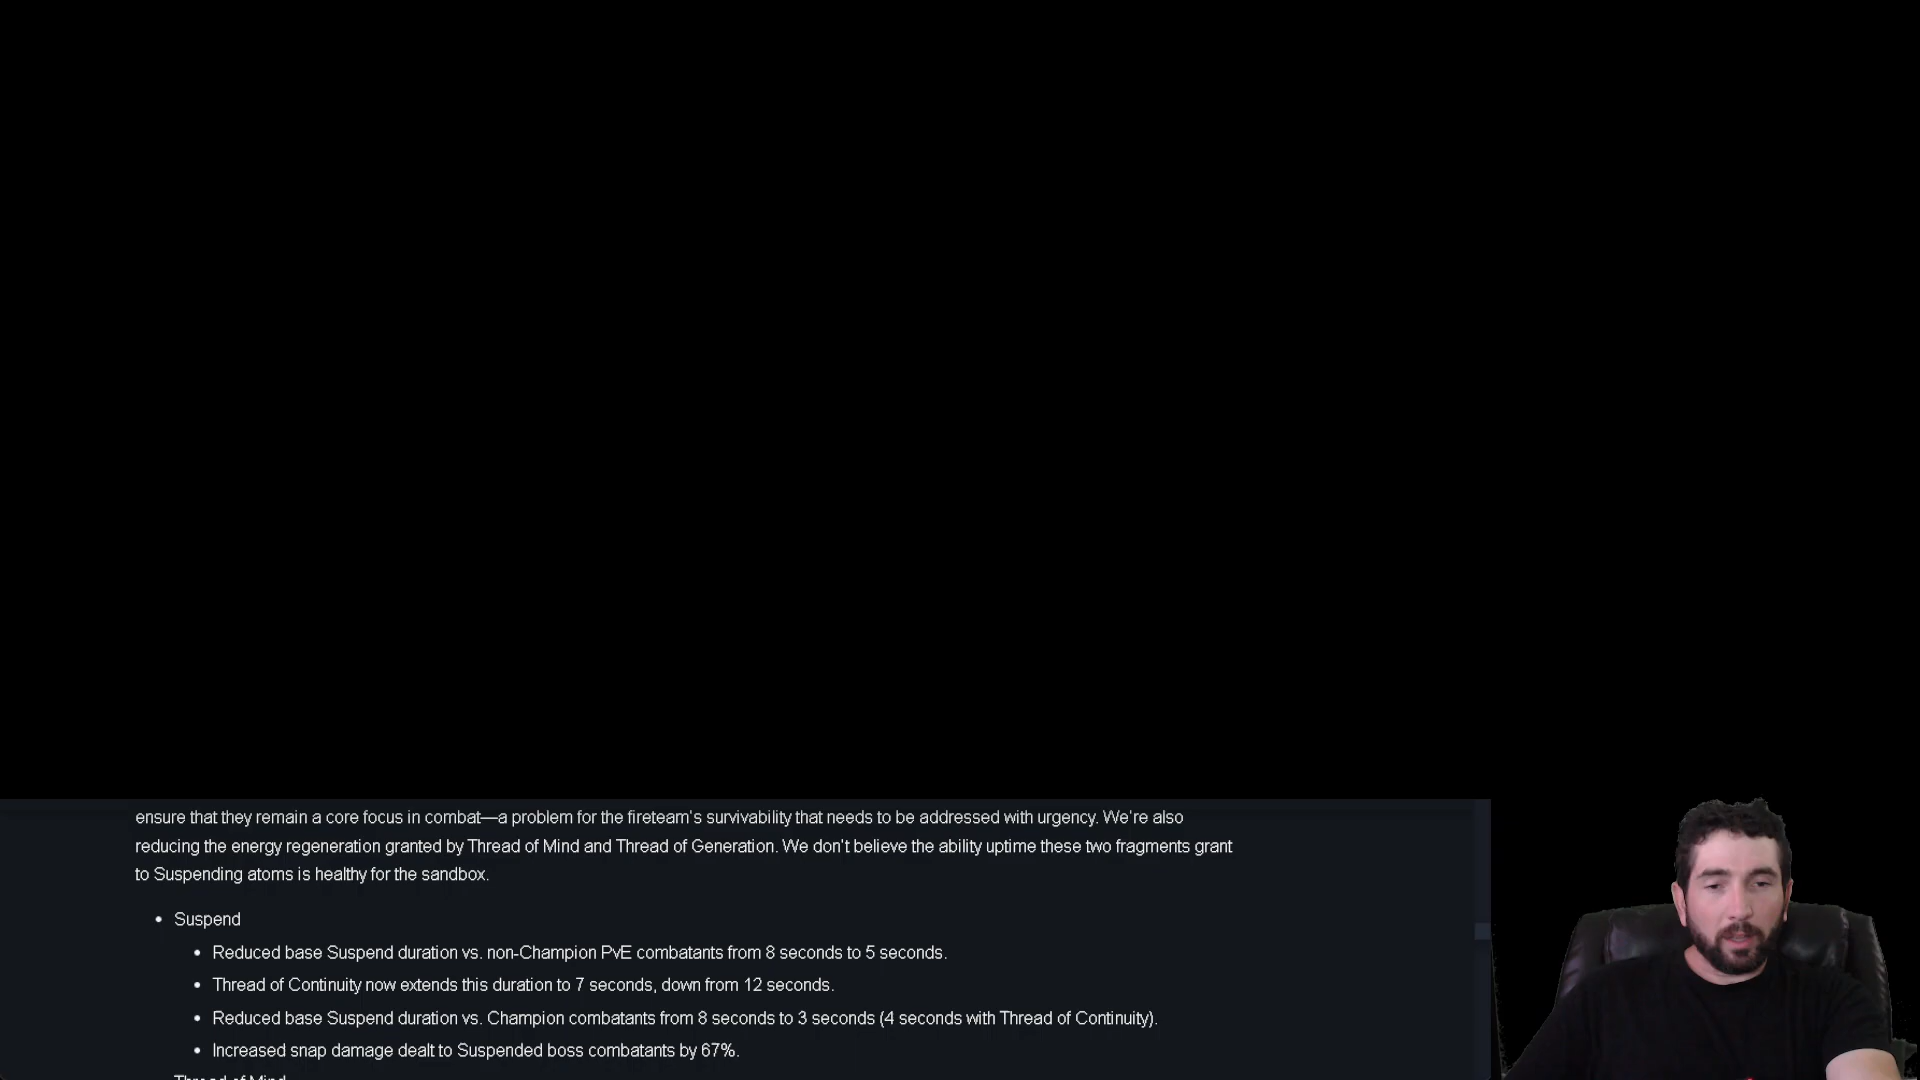 ensure that they remain a core focus in combat—a problem for the fireteam's survivability that needs to be addressed with urgency. We're also
reducing the energy regeneration granted by Thread of Mind and Thread of Generation. We don't believe the ability uptime these two fragments grant
to Suspending atoms is healthy for the sandbox.
• Suspend
• Reduced base Suspend duration vs. non-Champion PvE combatants from 8 seconds to 5 seconds.
• Thread of Continuity now extends this duration to 7 seconds, down from 12 seconds.
• Reduced base Suspend duration vs. Champion combatants from 8 seconds to 3 seconds (4 seconds with Thread of Continuity).
• Increased snap damage dealt to Suspended boss combatants by 67%.
Thread of Mind